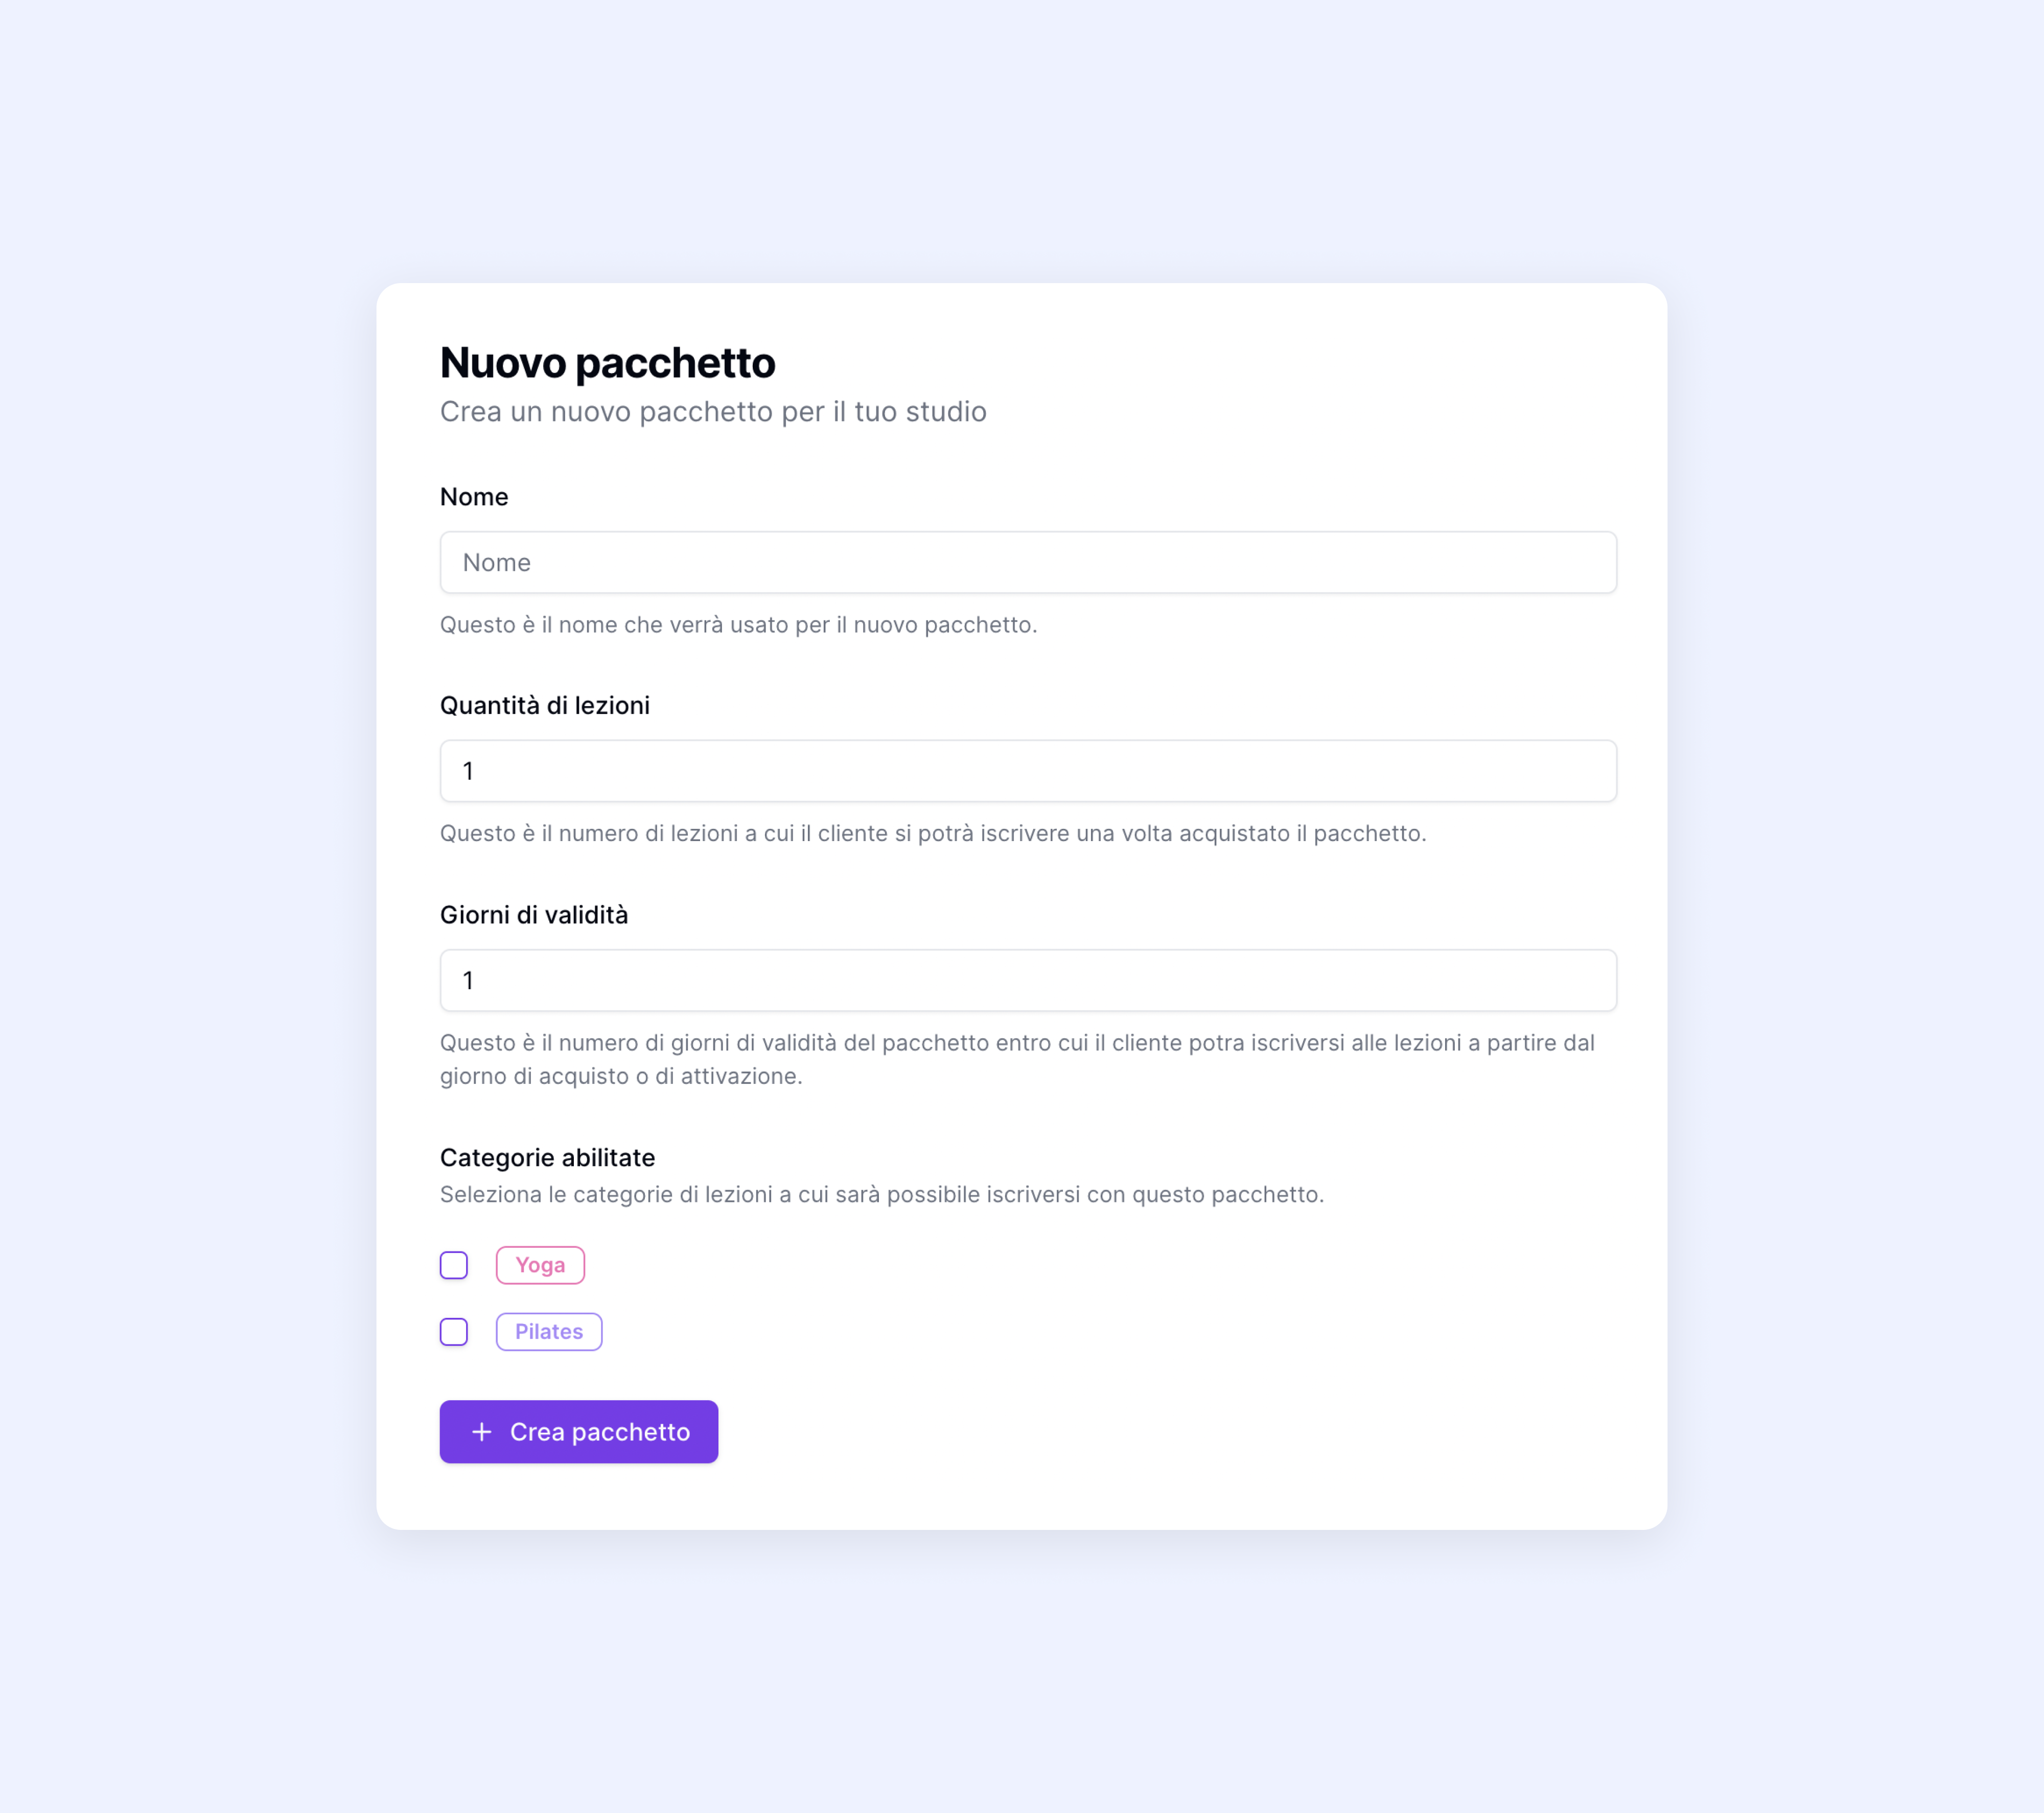 Nuovo pacchetto
Crea un nuovo pacchetto per il tuo studio
Nome
Nome
Questo è il nome che verrà usato per il nuovo pacchetto.
Quantità di lezioni
1
Questo è il numero di lezioni a cui il cliente si potrà iscrivere una volta acquistato il pacchetto.
Giorni di validità
1
Questo è il numero di giorni di validità del pacchetto entro cui il cliente potra iscriversi alle lezioni a partire dal
giorno di acquisto o di attivazione.
Categorie abilitate
Seleziona le categorie di lezioni a cui sarà possibile iscriversi con questo pacchetto.
Yoga
Pilates
+ Crea pacchetto